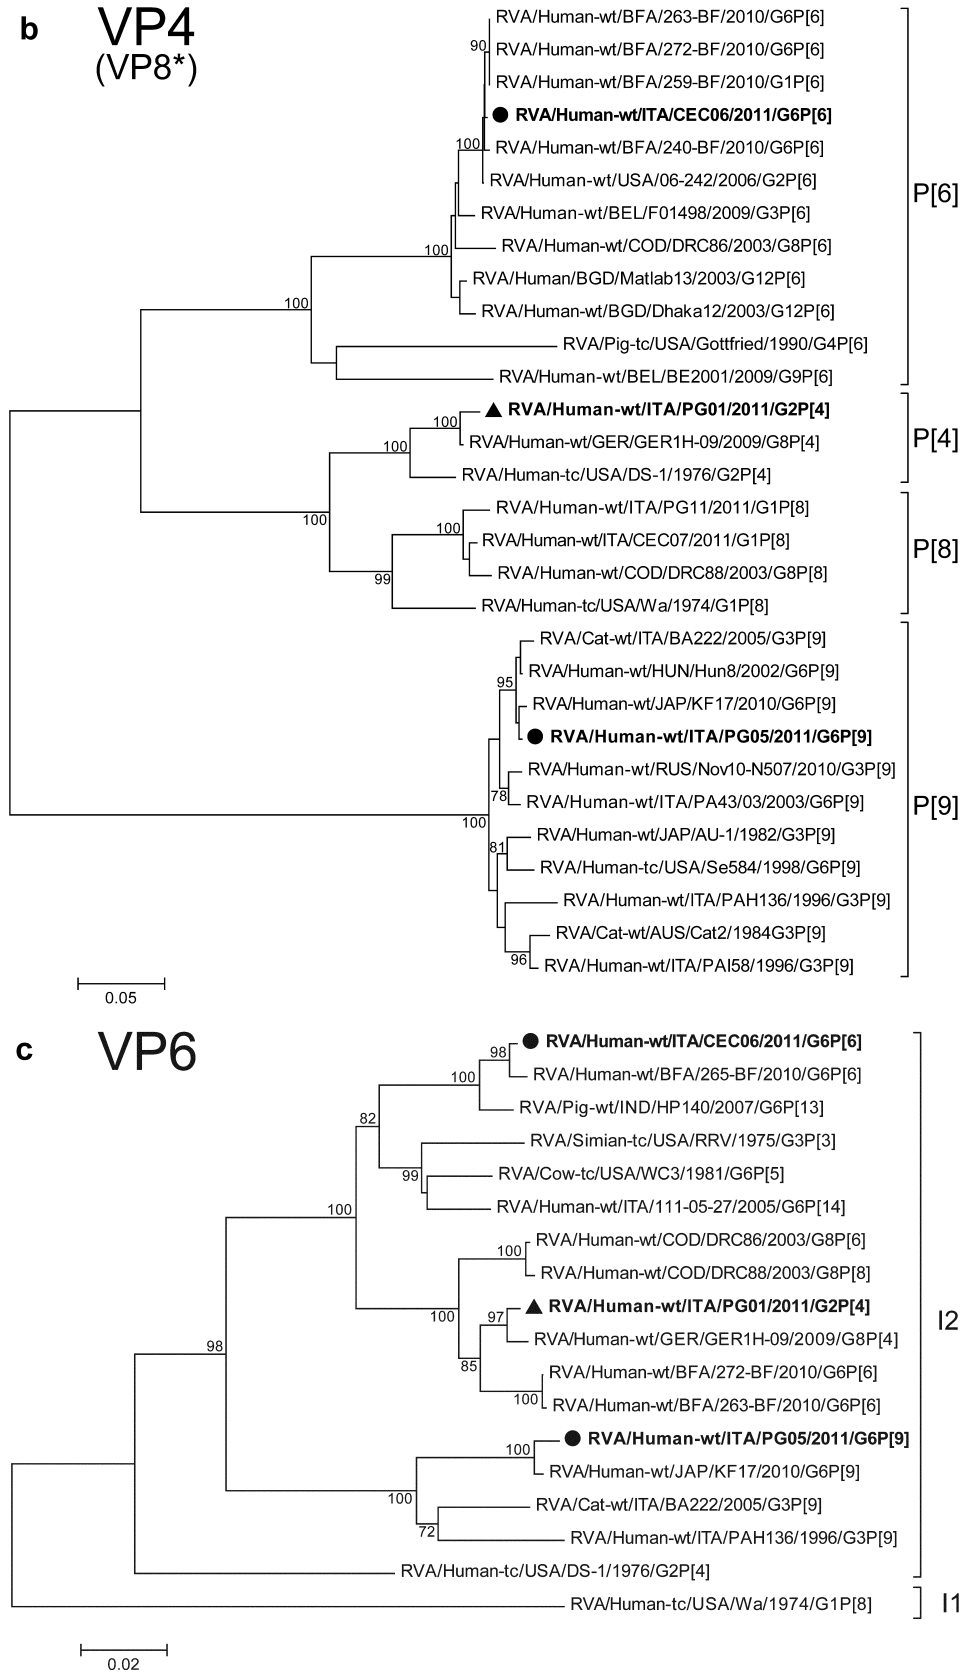 b VP4
(VP8*)
RVA/Human-wt/BFA/263-BF/2010/G6P[6]
90
RVA/Human-wt/BFA/272-BF/2010/G6P[6]
RVA/Human-wt/BFA/259-BF/2010/G1P[6]
RVA/Human-wt/ITA/CEC06/2011/G6P[6]
100
RVA/Human-wt/BFA/240-BF/2010/G6P[6]
RVA/Human-wt/USA/06-242/2006/G2P[6]
P[6]
RVA/Human-wt/BEL/F01498/2009/G3P[6]
100
RVA/Human-wt/COD/DRC86/2003/G8P[6]
RVA/Human/BGD/Matlab13/2003/G12P[6]
100
RVA/Human-wt/BGD/Dhaka12/2003/G12P[6]
RVA/Pig-tc/USA/Gottfried/1990/G4P[6]
RVA/Human-wt/BEL/BE2001/2009/G9P[6]
RVA/Human-wt/ITA/PG01/2011/G2P[4]
100
RVA/Human-wt/GER/GER1H-09/2009/G8P[4]
P[4]
100
RVA/Human-tc/USA/DS-1/1976/G2P[4]
RVA/Human-wt/ITA/PG11/2011/G1P[8]
100
100
RVA/Human-wt/ITA/CEC07/2011/G1P[8]
P[8]
RVA/Human-wt/COD/DRC88/2003/G8P[8]
99
RVA/Human-tc/USA/Wa/1974/G1P[8]
RVA/Cat-wt/ITA/BA222/2005/G3P[9]
RVA/Human-wt/HUN/Hun8/2002/G6P[9]
95
RVA/Human-wt/JAP/KF17/2010/G6P[9]
RVA/Human-wt/ITA/PG05/2011/G6P[9]
RVA/Human-wt/RUS/Nov10-N507/2010/G3P[9]
78
RVA/Human-wt/ITA/PA43/03/2003/G6P[9]
P[9]
100
RVA/Human-wt/JAP/AU-1/1982/G3P[9]
81
RVA/Human-tc/USA/Se584/1998/G6P[9]
RVA/Human-wt/ITA/PAH136/1996/G3P[9]
RVA/Cat-wt/AUS/Cat2/1984G3P[9]
96
RVA/Human-wt/ITA/PAI58/1996/G3P[9]
0.05
c VP6
RVA/Human-wt/ITA/CEC06/2011/G6P[6]
98
RVA/Human-wt/BFA/265-BF/2010/G6P[6]
100
RVA/Pig-wt/IND/HP140/2007/G6P[13]
82
RVA/Simian-tc/USA/RRV/1975/G3P[3]
99
RVA/Cow-tc/USA/WC3/1981/G6P[5]
RVA/Human-wt/ITA/111-05-27/2005/G6P[14]
100
RVA/Human-wt/COD/DRC86/2003/G8P[6]
100
RVA/Human-wt/COD/DRC88/2003/G8P[8]
RVA/Human-wt/ITA/PG01/2011/G2P[4]
100
97
I2
RVA/Human-wt/GER/GER1H-09/2009/G8P[4]
98
85
RVA/Human-wt/BFA/272-BF/2010/G6P[6]
100
RVA/Human-wt/BFA/263-BF/2010/G6P[6]
RVA/Human-wt/ITA/PG05/2011/G6P[9]
100
RVA/Human-wt/JAP/KF17/2010/G6P[9]
100
RVA/Cat-wt/ITA/BA222/2005/G3P[9]
72
RVA/Human-wt/ITA/PAH136/1996/G3P[9]
RVA/Human-tc/USA/DS-1/1976/G2P[4]
RVA/Human-tc/USA/Wa/1974/G1P[8]
I1
0.02